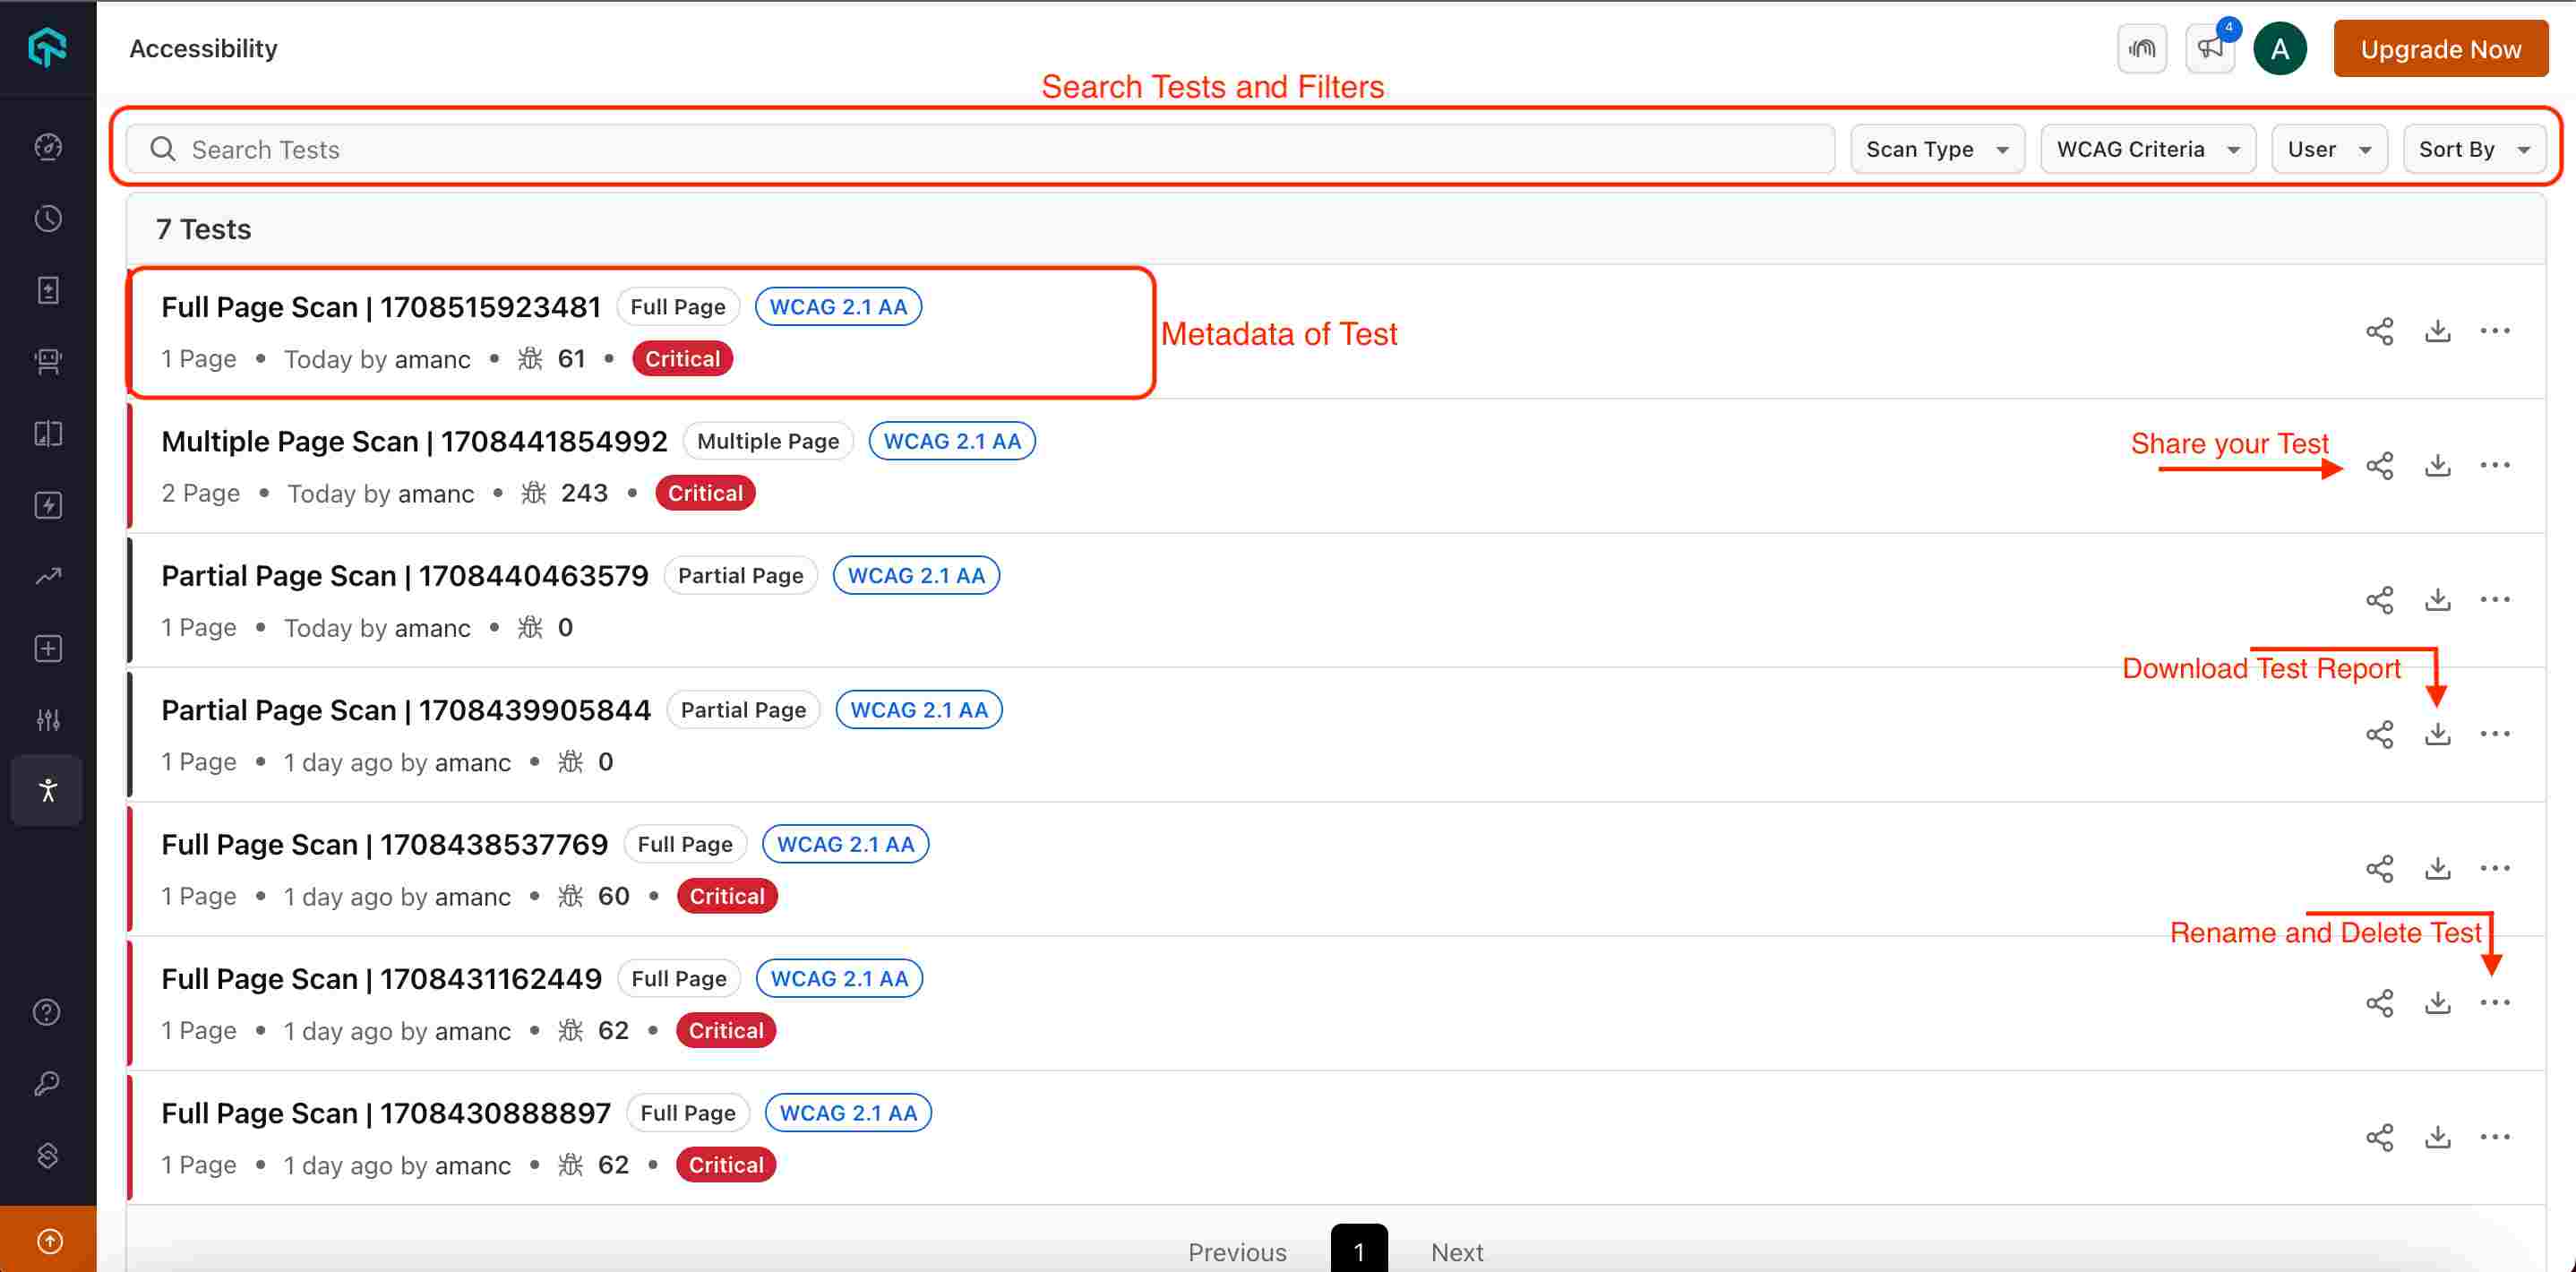 Accessibility
4
A
Upgrade Now
Search Tests and Filters
Search Tests
Scan Type
WCAG Criteria
User
Sort By
7 Tests
Full Page Scan | 1708515923481 Full Page WCAG 2.1 AA
1 Page • Today by amanc • 61 • Critical
Metadata of Test
Multiple Page Scan | 1708441854992 Multiple Page WCAG 2.1 AA
2 Page • Today by amanc • 243 • Critical
Share your Test
Partial Page Scan | 1708440463579 Partial Page WCAG 2.1 AA
1 Page • Today by amanc • 0
Download Test Report
Partial Page Scan | 1708439905844 Partial Page WCAG 2.1 AA
1 Page • 1 day ago by amanc • 0
Full Page Scan | 1708438537769 Full Page WCAG 2.1 AA
1 Page • 1 day ago by amanc • 60 • Critical
Rename and Delete Test
Full Page Scan | 1708431162449 Full Page WCAG 2.1 AA
1 Page • 1 day ago by amanc • 62 • Critical
Full Page Scan | 1708430888897 Full Page WCAG 2.1 AA
1 Page • 1 day ago by amanc • 62 • Critical
Previous 1 Next